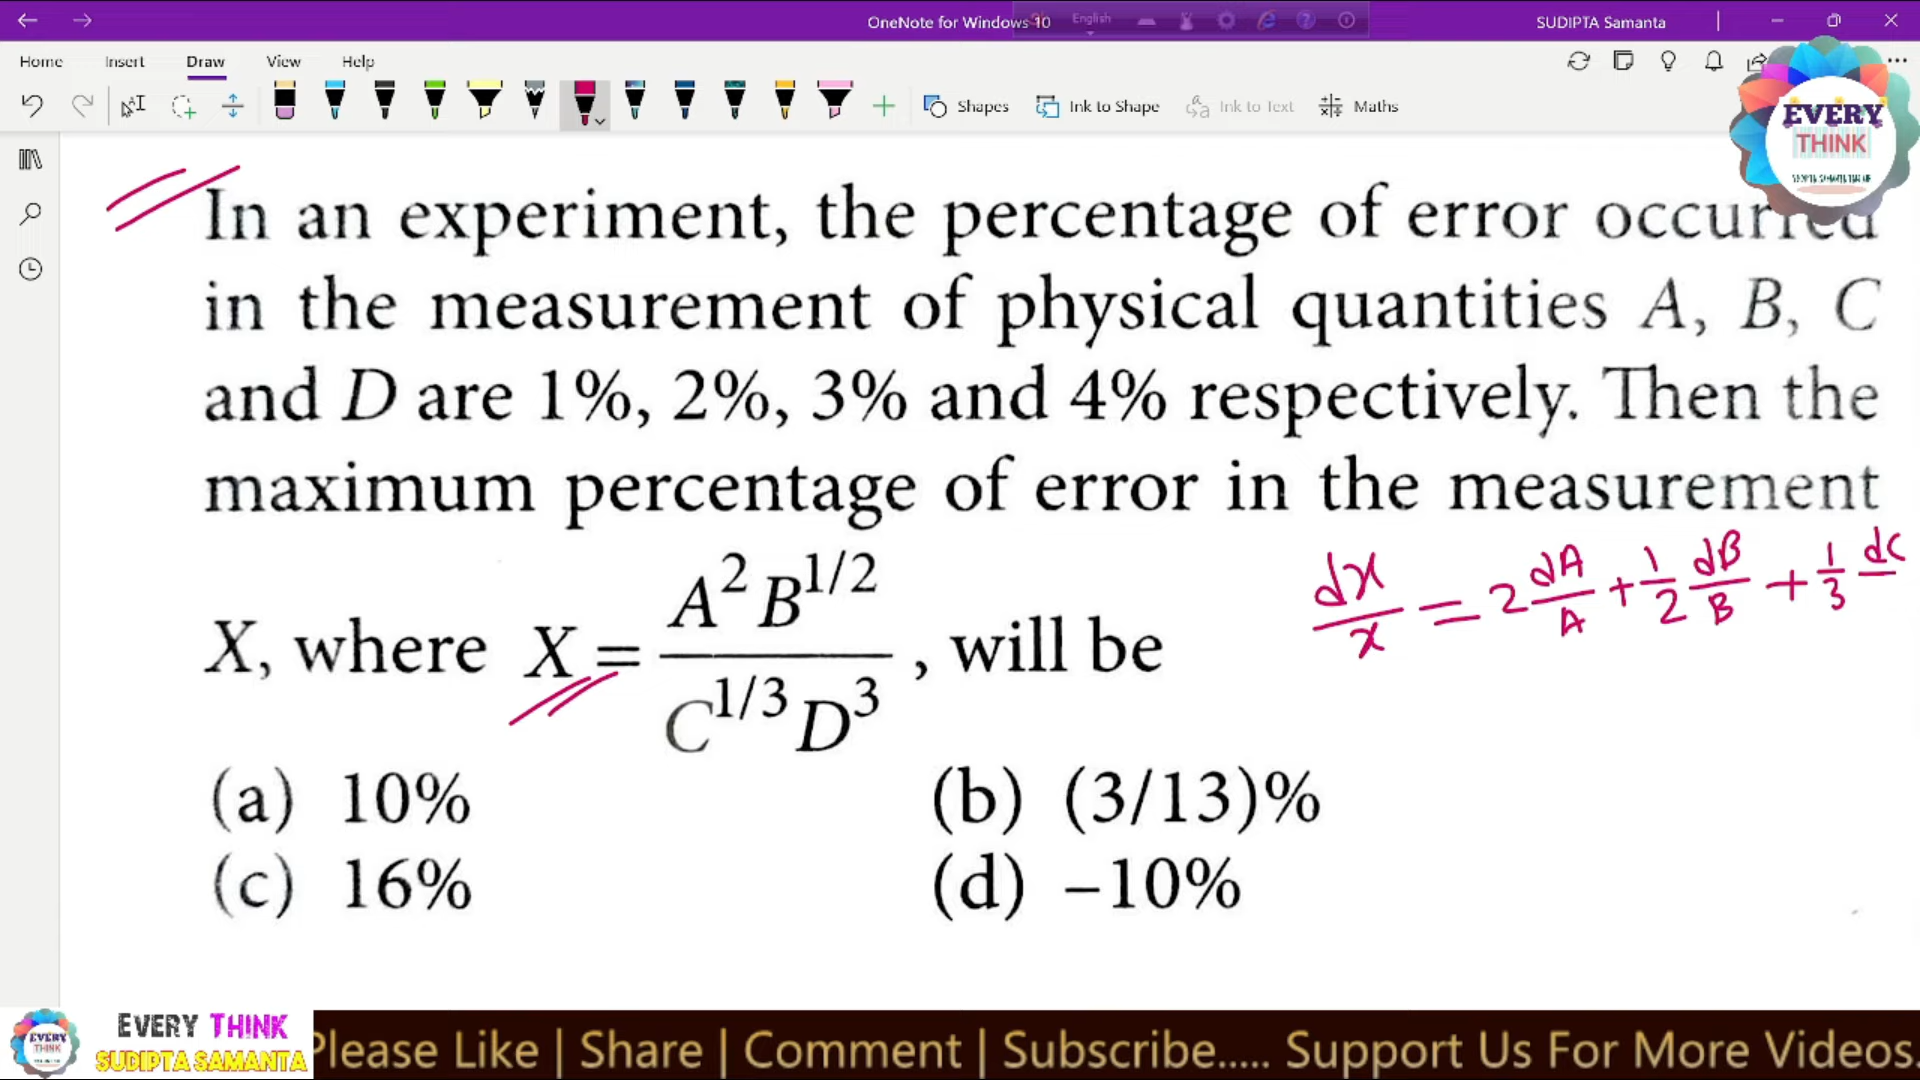 OneNote for Windows 10
English
SUDIPTA Samanta
Home Insert Draw View Help
Shapes Ink to Shape Ink to Text Maths
EVERY
THINK
In an experiment, the percentage of error occurred
in the measurement of physical quantities A, B, C
and D are 1%, 2%, 3% and 4% respectively. Then the
maximum percentage of error in the measurement
X, where X = A^2 B^{1/2} / C^{1/3} D^3, will be
dx/x = 2 dA/A + 1/2 dB/B + 1/3 dC
(a) 10% (b) (3/13)%
(c) 16% (d) –10%
EVERY THINK
EVERY THINK
SUDIPTA SAMANTA
Please Like | Share | Comment | Subscribe..... Support Us For More Videos.